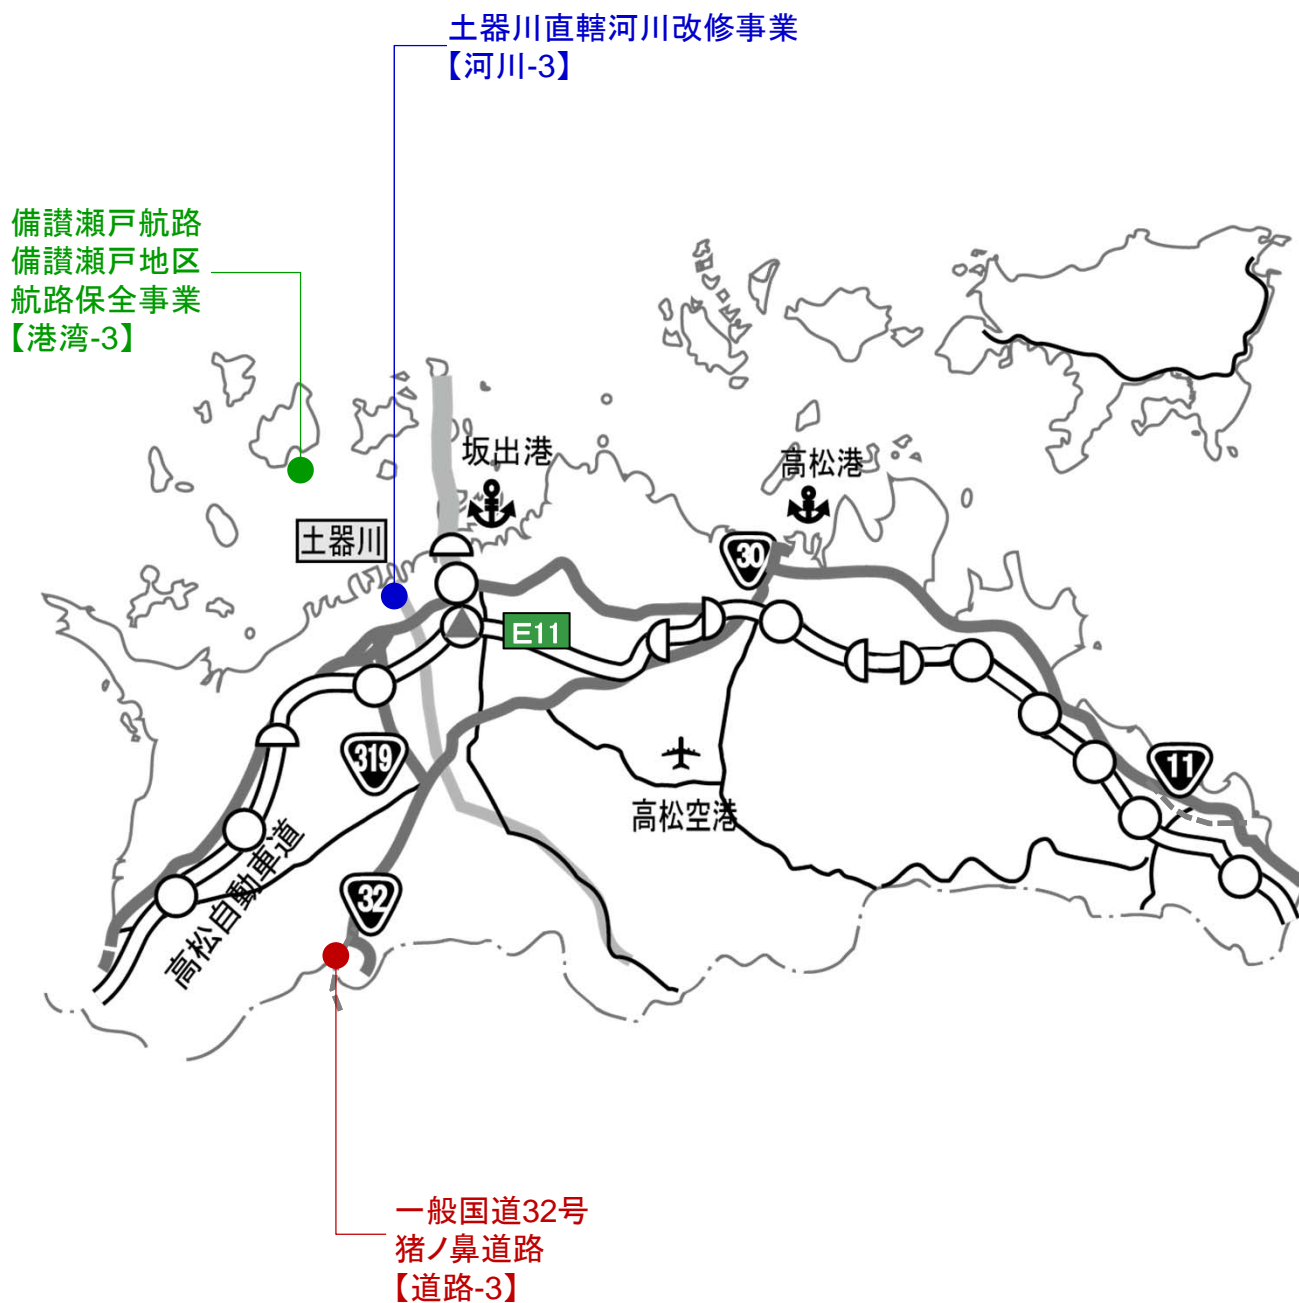 土器川直轄河川改修事業
【河川-3】
備讃瀬戸航路
備讃瀬戸地区
航路保全事業
【港湾-3】
坂出港
高松港
土器川
30
E11
319
11
高松空港
高松自動車道
32
一般国道32号
猪ノ鼻道路
【道路-3】